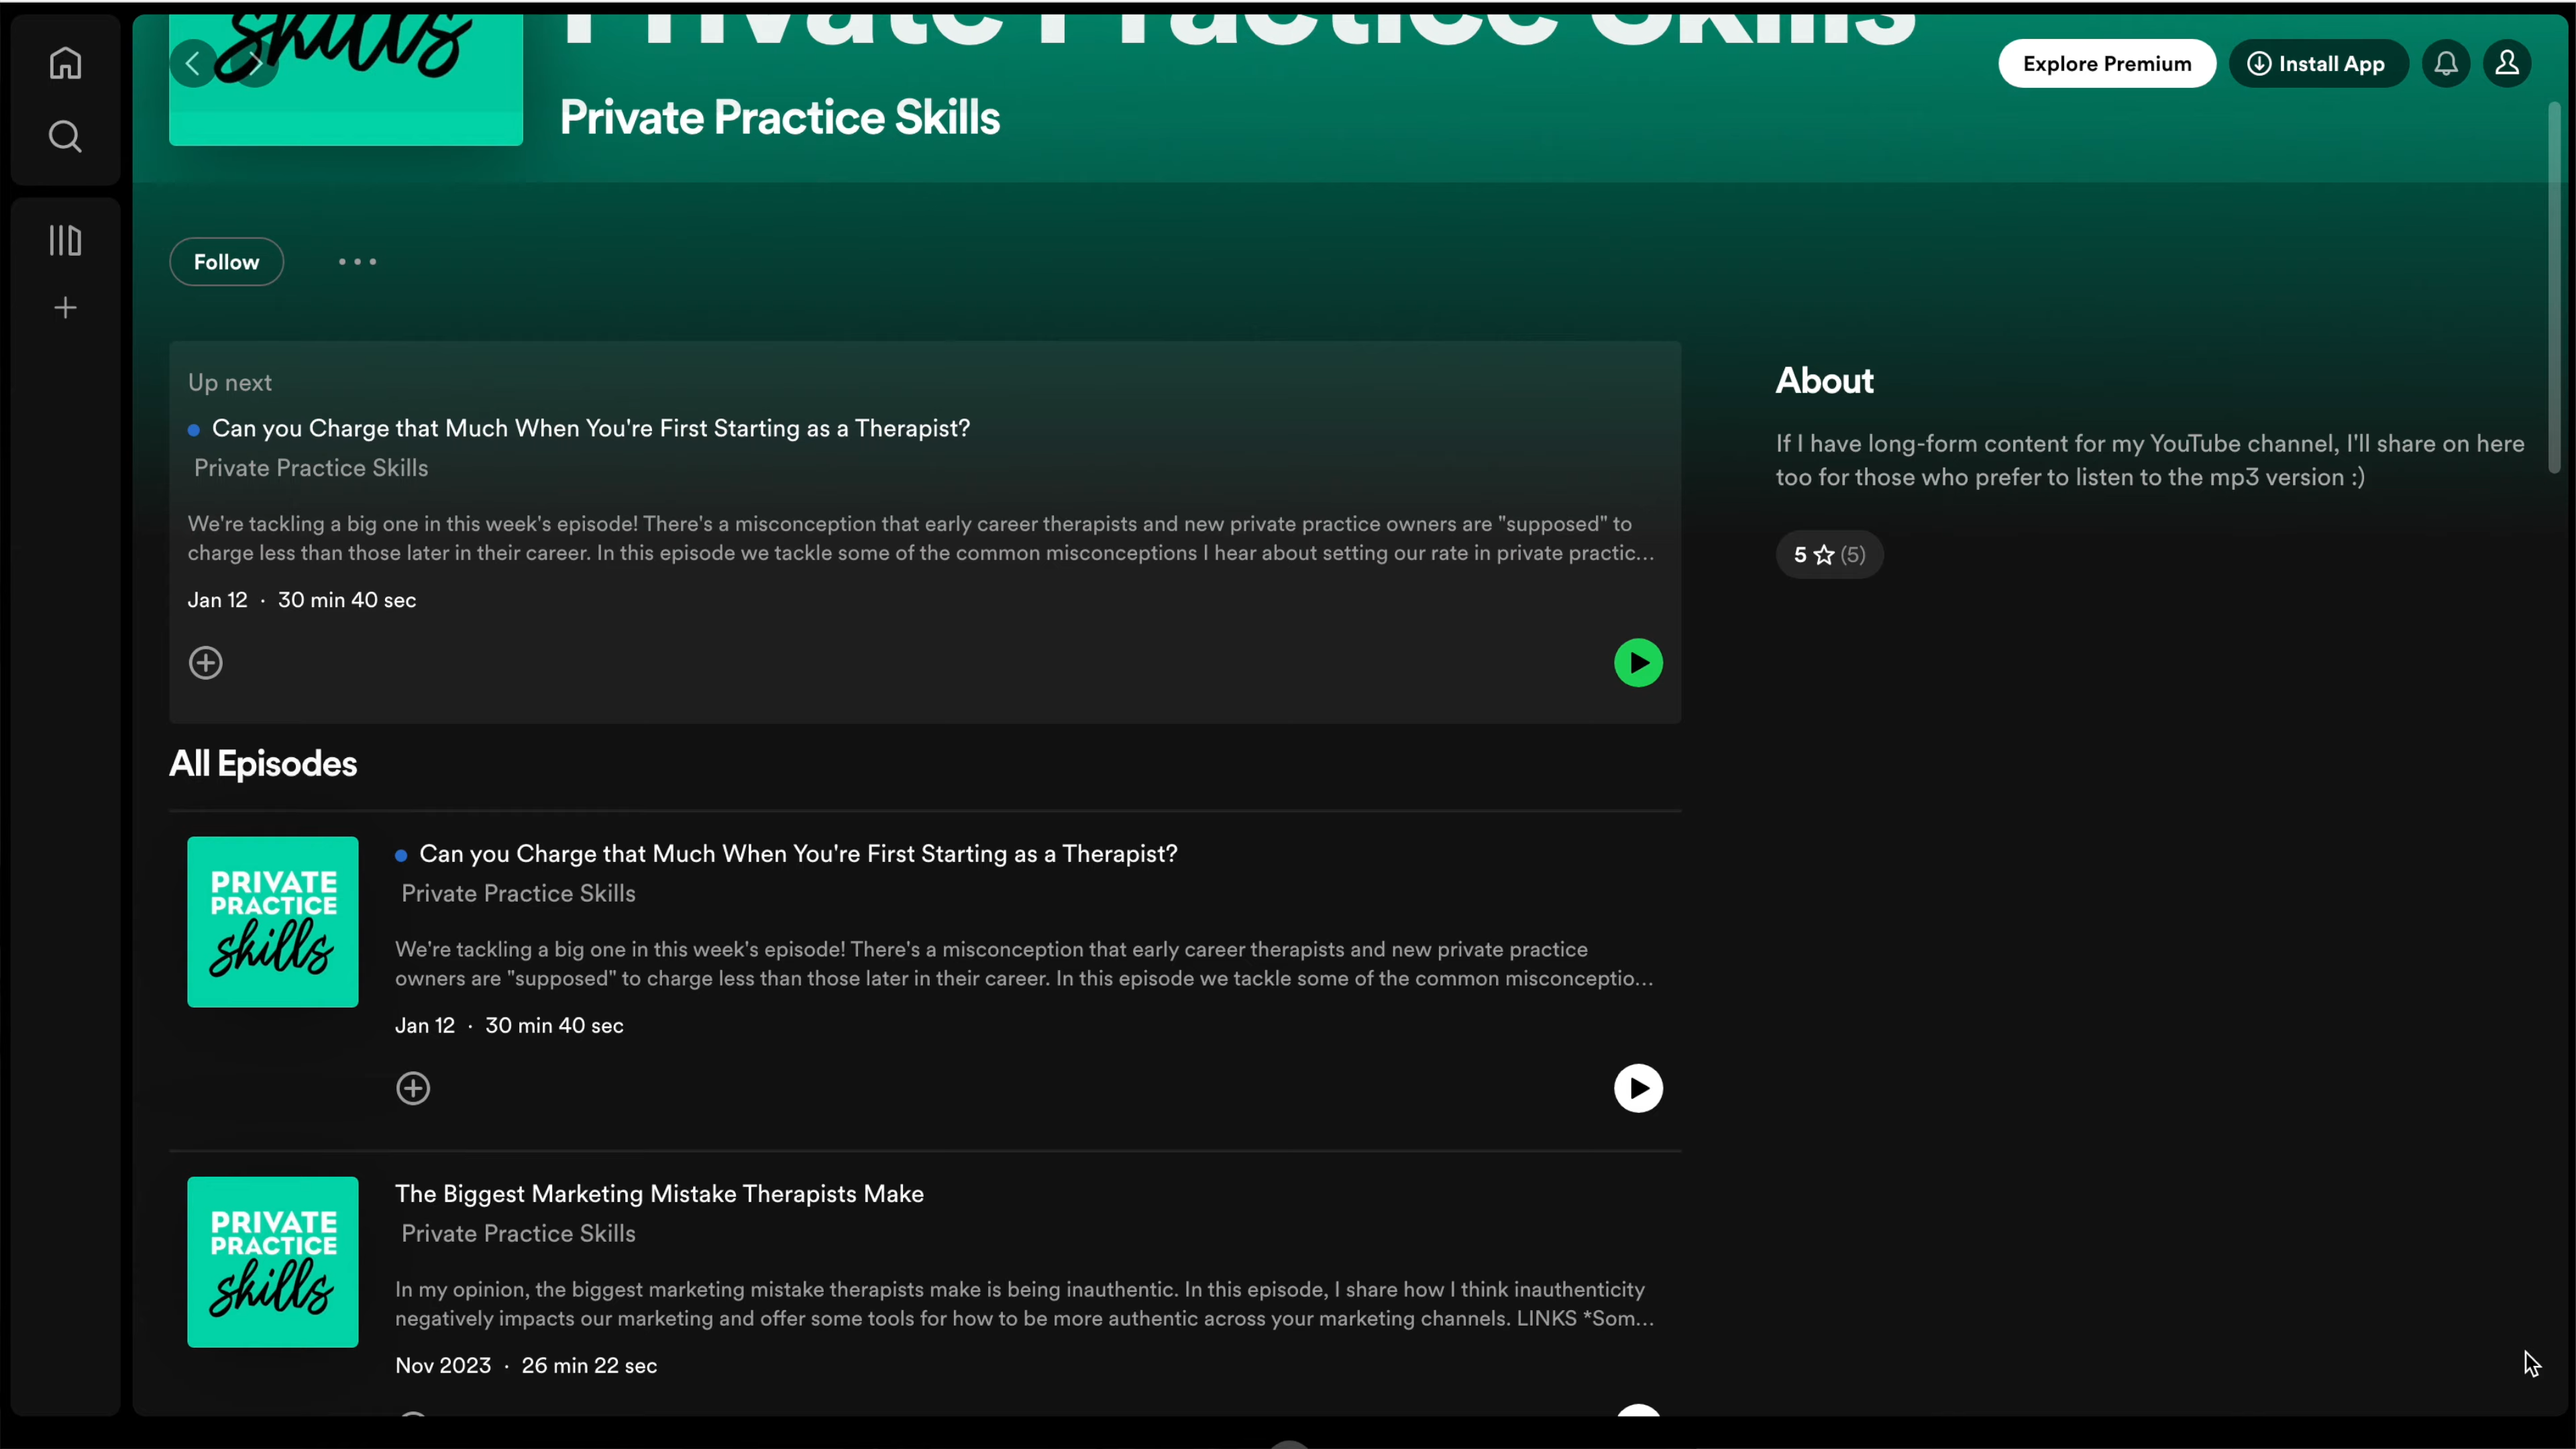 Private Practice Skills
skills
Explore Premium
Install App
Private Practice Skills
Follow
Up next
Can you Charge that Much When You're First Starting as a Therapist?
Private Practice Skills
We're tackling a big one in this week's episode! There's a misconception that early career therapists and new private practice owners are "supposed" to
charge less than those later in their career. In this episode we tackle some of the common misconceptions I hear about setting our rate in private practic...
Jan 12 · 30 min 40 sec
About
If I have long-form content for my YouTube channel, I'll share on here
too for those who prefer to listen to the mp3 version :)
5 ☆ (5)
All Episodes
PRIVATE
PRACTICE
skills
Can you Charge that Much When You're First Starting as a Therapist?
Private Practice Skills
We're tackling a big one in this week's episode! There's a misconception that early career therapists and new private practice
owners are "supposed" to charge less than those later in their career. In this episode we tackle some of the common misconceptio...
Jan 12 · 30 min 40 sec
PRIVATE
PRACTICE
skills
The Biggest Marketing Mistake Therapists Make
Private Practice Skills
In my opinion, the biggest marketing mistake therapists make is being inauthentic. In this episode, I share how I think inauthenticity
negatively impacts our marketing and offer some tools for how to be more authentic across your marketing channels. LINKS *Som...
Nov 2023 · 26 min 22 sec